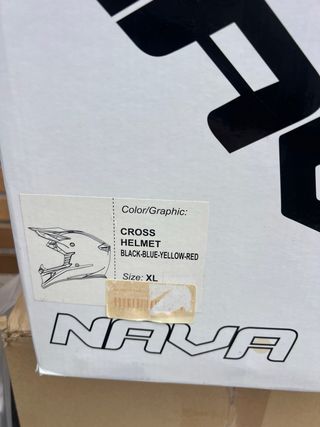 Color/Graphic:
CROSS
HELMET
BLACK-BLUE-YELLOW-RED
Size: XL
NAVA